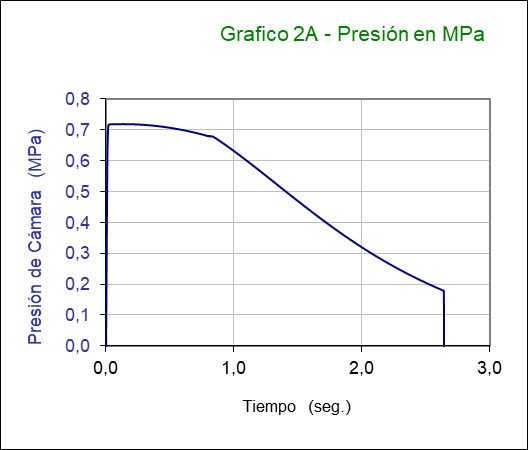 Grafico 2A - Presión en MPa
Presión de Cámara (MPa)
0,8
0,7
0,6
0,5
0,4
0,3
0,2
0,1
0,0
0,0 1,0 2,0 3,0
Tiempo (seg.)